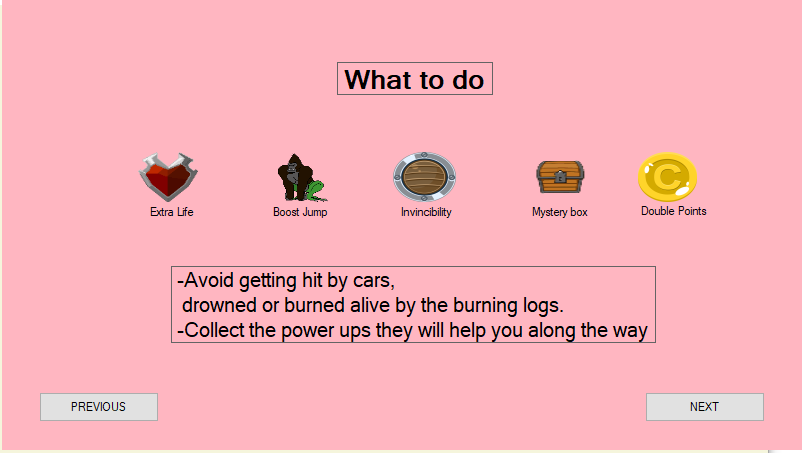 What to do
Extra Life
Boost Jump
Invincibility
Mystery box
Double Points
C
-Avoid getting hit by cars,
drowned or burned alive by the burning logs.
-Collect the power ups they will help you along the way
PREVIOUS
NEXT